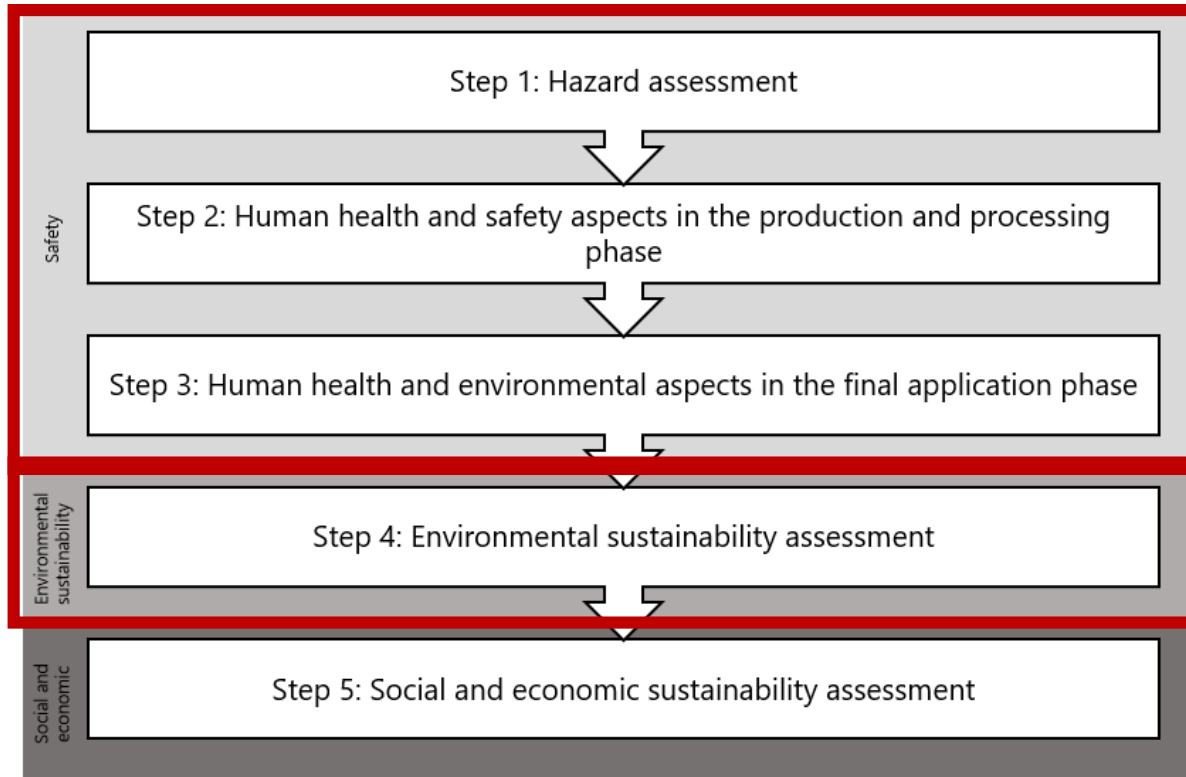 Step 1: Hazard assessment
Safety
Step 2: Human health and safety aspects in the production and processing
phase
Step 3: Human health and environmental aspects in the final application phase
Environmental
sustainability
Step 4: Environmental sustainability assessment
Social and
economic
Step 5: Social and economic sustainability assessment